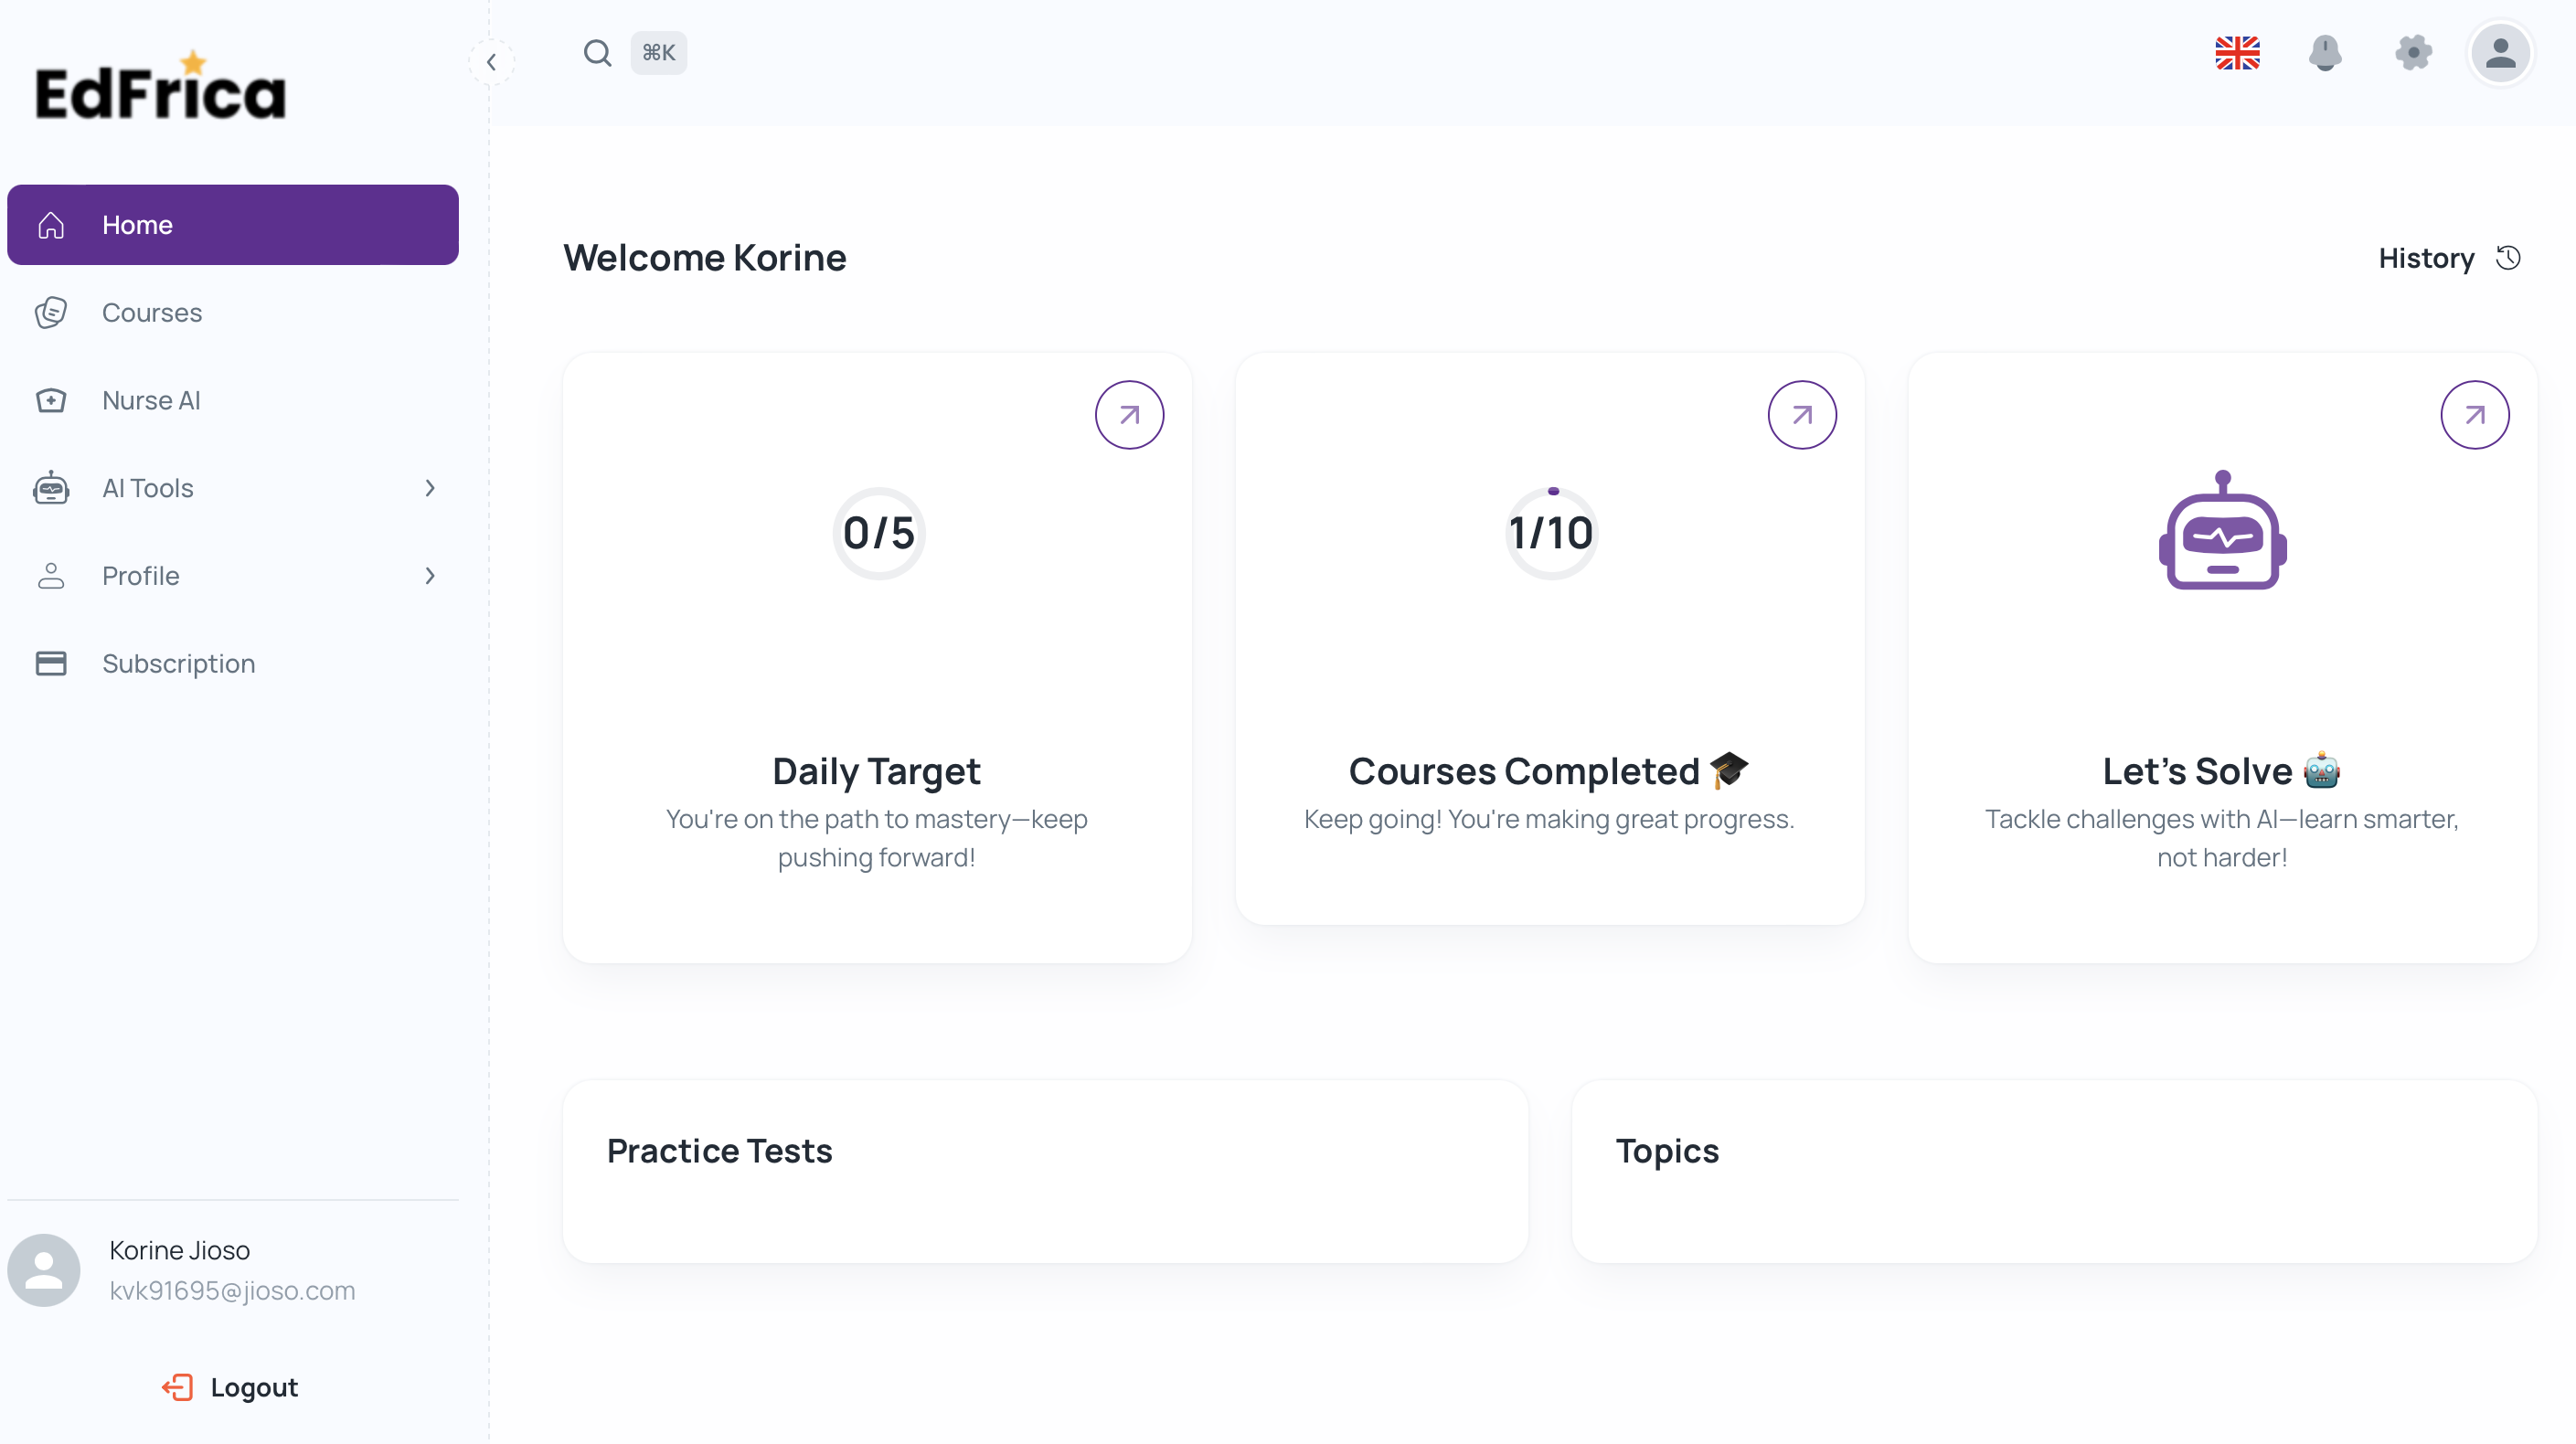 EdFrica
⌘K
Home
Courses
Nurse AI
AI Tools
Profile
Subscription
Korine Jioso
kvk91695@jioso.com
Logout
Welcome Korine
History
0/5
Daily Target
You're on the path to mastery—keep
pushing forward!
1/10
Courses Completed 🎓
Keep going! You're making great progress.
Let’s Solve 🤖
Tackle challenges with AI—learn smarter,
not harder!
Practice Tests
Topics